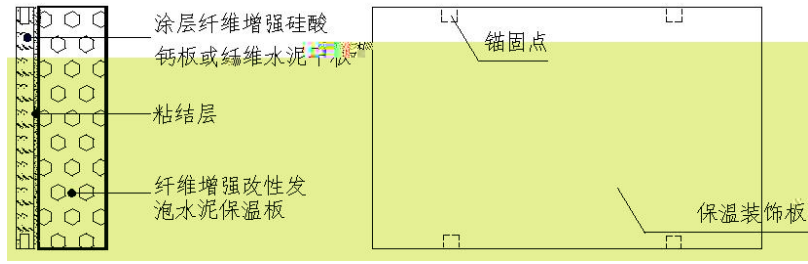 涂层纤维增强硅酸
钙板或纤维水泥平板
粘结层
纤维增强改性发
泡水泥保温板
锚固点
保温装饰板